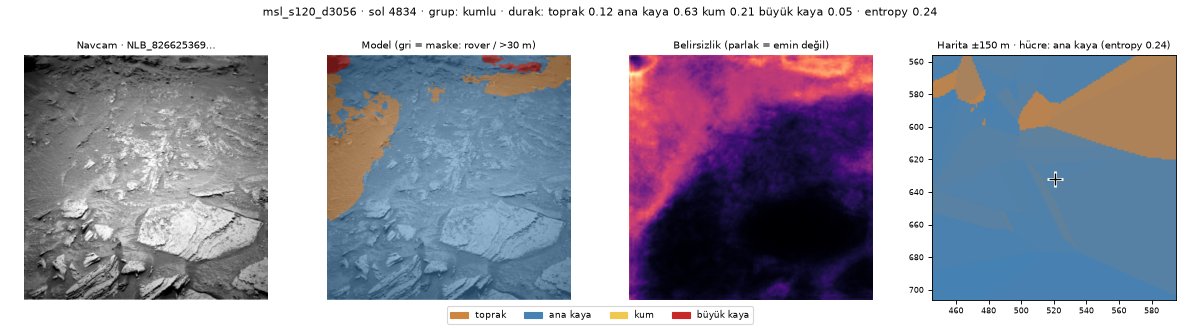 msl_s120_d3056 · sol 4834 · grup: kumlu · durak: toprak 0.12 ana kaya 0.63 kum 0.21 büyük kaya 0.05 · entropy 0.24
Navcam · NLB_826625369...
Model (gri = maske: rover / >30 m)
Belirsizlik (parlak = emin değil)
Harita ±150 m · hücre: ana kaya (entropy 0.24)
560
580
600
620
640
660
680
700
460 480 500 520 540 560 580
toprak ana kaya kum büyük kaya